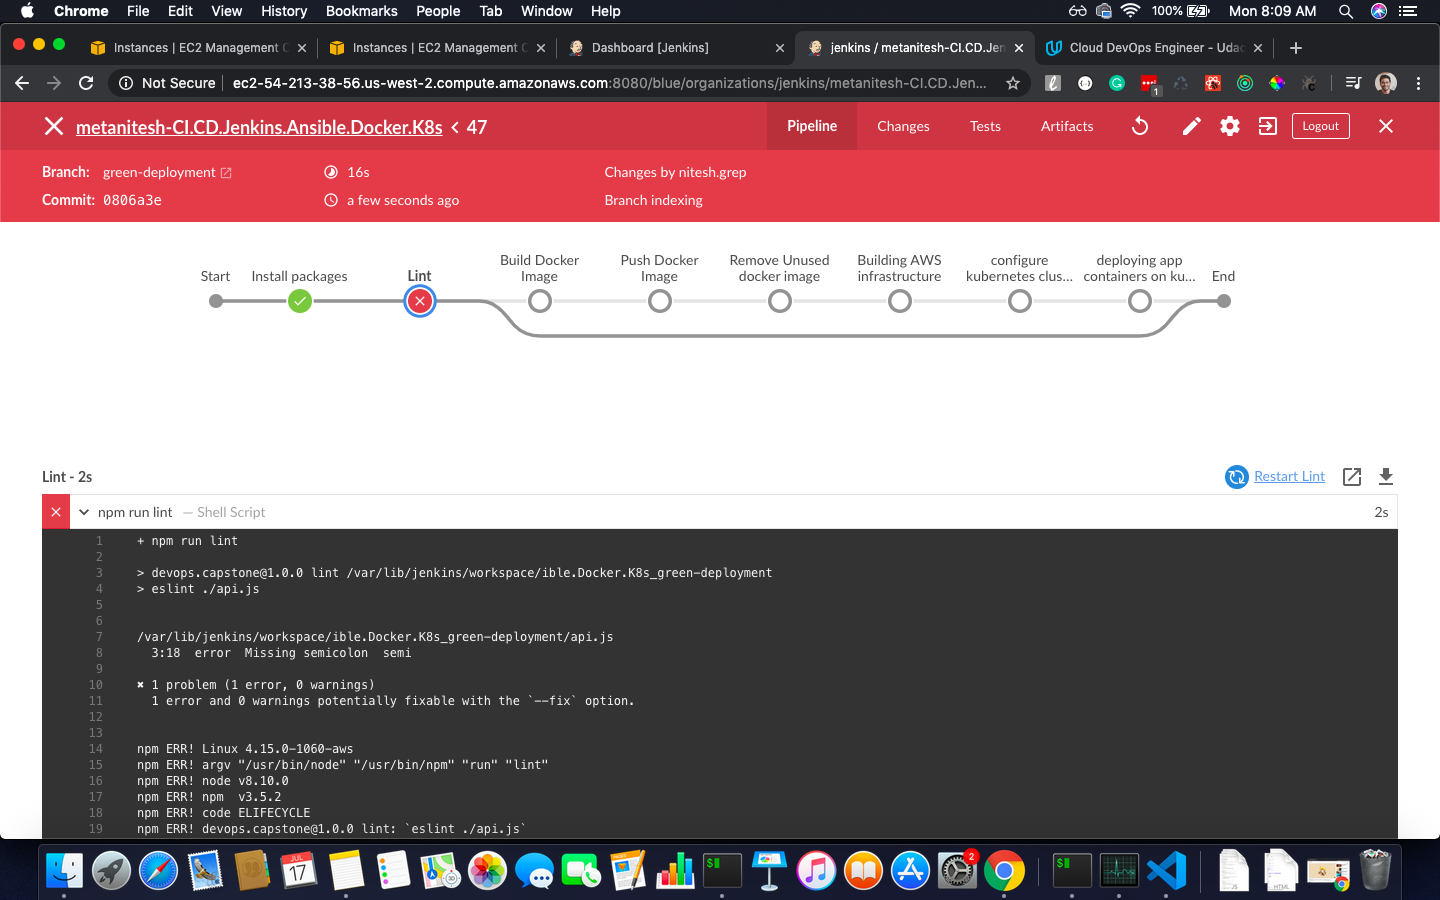 Chrome File Edit View History Bookmarks People Tab Window Help 100% Mon 8:09 AM
Instances | EC2 Management C Instances | EC2 Management C Dashboard [Jenkins] jenkins / metanitesh-CI.CD.Jen Cloud DevOps Engineer - Udac
Not Secure ec2-54-213-38-56.us-west-2.compute.amazonaws.com:8080/blue/organizations/jenkins/metanitesh-CI.CD.Jen... 1
metanitesh-CI.CD.Jenkins.Ansible.Docker.K8s < 47 Pipeline Changes Tests Artifacts Logout
Branch: green-deployment 16s Changes by nitesh.grep
Commit: 0806a3e a few seconds ago Branch indexing
Start Install packages Lint Build Docker Image Push Docker Image Remove Unused docker image Building AWS infrastructure configure kubernetes clus... deploying app containers on ku... End
Lint - 2s Restart Lint
npm run lint — Shell Script 2s
1 + npm run lint
2
3 > devops.capstone@1.0.0 lint /var/lib/jenkins/workspace/ible.Docker.K8s_green-deployment
4 > eslint ./api.js
5
6
7 /var/lib/jenkins/workspace/ible.Docker.K8s_green-deployment/api.js
8 3:18 error Missing semicolon semi
9
10 ✖ 1 problem (1 error, 0 warnings)
11 1 error and 0 warnings potentially fixable with the `--fix` option.
12
13
14 npm ERR! Linux 4.15.0-1060-aws
15 npm ERR! argv "/usr/bin/node" "/usr/bin/npm" "run" "lint"
16 npm ERR! node v8.10.0
17 npm ERR! npm v3.5.2
18 npm ERR! code ELIFECYCLE
19 npm ERR! devops.capstone@1.0.0 lint: `eslint ./api.js`
JUL
17
2
JS
HTML